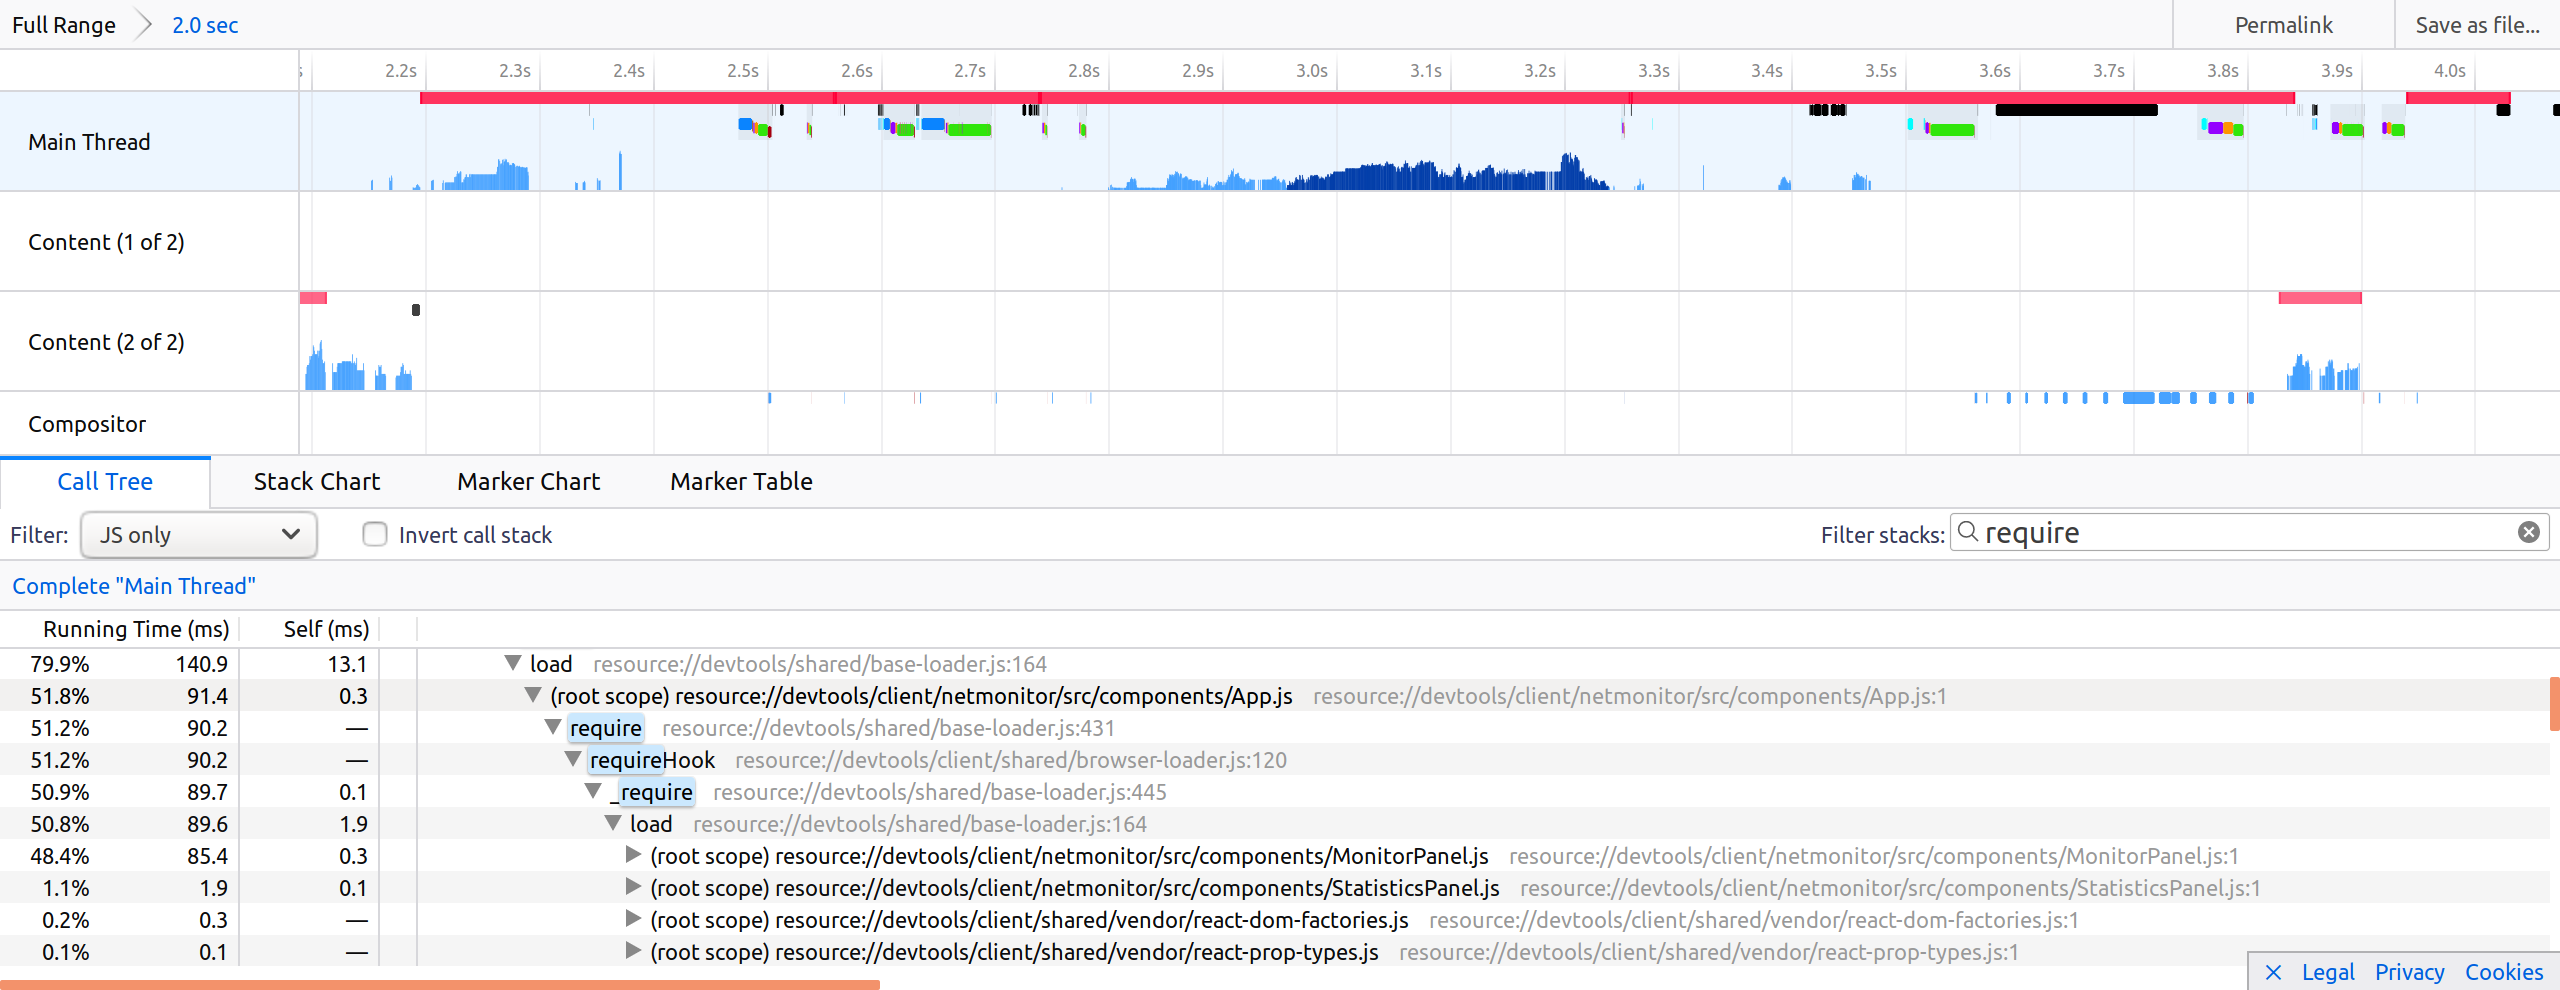 Full Range 2.0 sec Permalink Save as file...
2.2s 2.3s 2.4s 2.5s 2.6s 2.7s 2.8s 2.9s 3.0s 3.1s 3.2s 3.3s 3.4s 3.5s 3.6s 3.7s 3.8s 3.9s 4.0s
Main Thread
Content (1 of 2)
Content (2 of 2)
Compositor
Call Tree Stack Chart Marker Chart Marker Table
Filter: JS only Invert call stack Filter stacks: require
Complete "Main Thread"
Running Time (ms) Self (ms)
79.9% 140.9 13.1 load resource://devtools/shared/base-loader.js:164
51.8% 91.4 0.3 (root scope) resource://devtools/client/netmonitor/src/components/App.js resource://devtools/client/netmonitor/src/components/App.js:1
51.2% 90.2 — require resource://devtools/shared/base-loader.js:431
51.2% 90.2 — requireHook resource://devtools/client/shared/browser-loader.js:120
50.9% 89.7 0.1 _require resource://devtools/shared/base-loader.js:445
50.8% 89.6 1.9 load resource://devtools/shared/base-loader.js:164
48.4% 85.4 0.3 (root scope) resource://devtools/client/netmonitor/src/components/MonitorPanel.js resource://devtools/client/netmonitor/src/components/MonitorPanel.js:1
1.1% 1.9 0.1 (root scope) resource://devtools/client/netmonitor/src/components/StatisticsPanel.js resource://devtools/client/netmonitor/src/components/StatisticsPanel.js:1
0.2% 0.3 — (root scope) resource://devtools/client/shared/vendor/react-dom-factories.js resource://devtools/client/shared/vendor/react-dom-factories.js:1
0.1% 0.1 — (root scope) resource://devtools/client/shared/vendor/react-prop-types.js resource://devtools/client/shared/vendor/react-prop-types.js:1
Legal Privacy Cookies